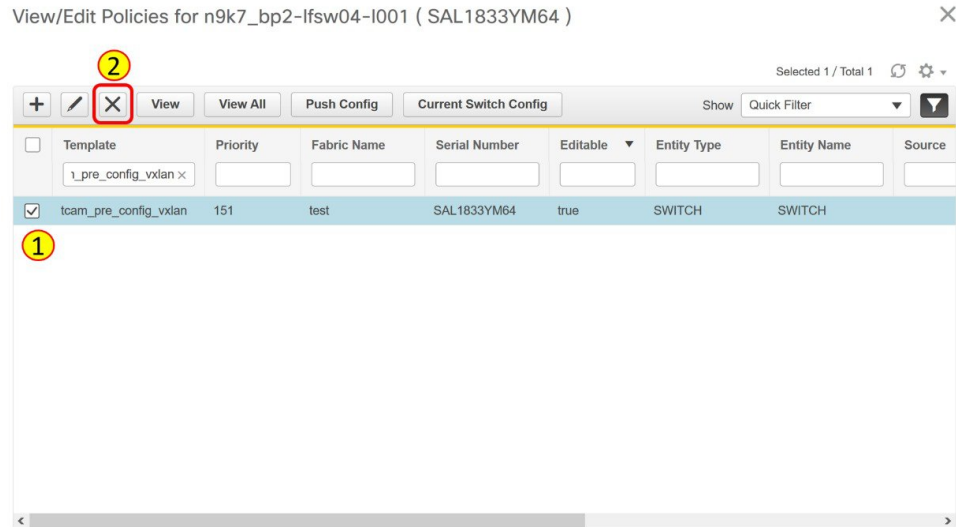 View/Edit Policies for n9k7_bp2-lfsw04-l001 ( SAL1833YM64 )
2
Selected 1 / Total 1
View View All Push Config Current Switch Config Show Quick Filter
Template Priority Fabric Name Serial Number Editable Entity Type Entity Name Source
_pre_config_vxlan ×
tcam_pre_config_vxlan 151 test SAL1833YM64 true SWITCH SWITCH
1